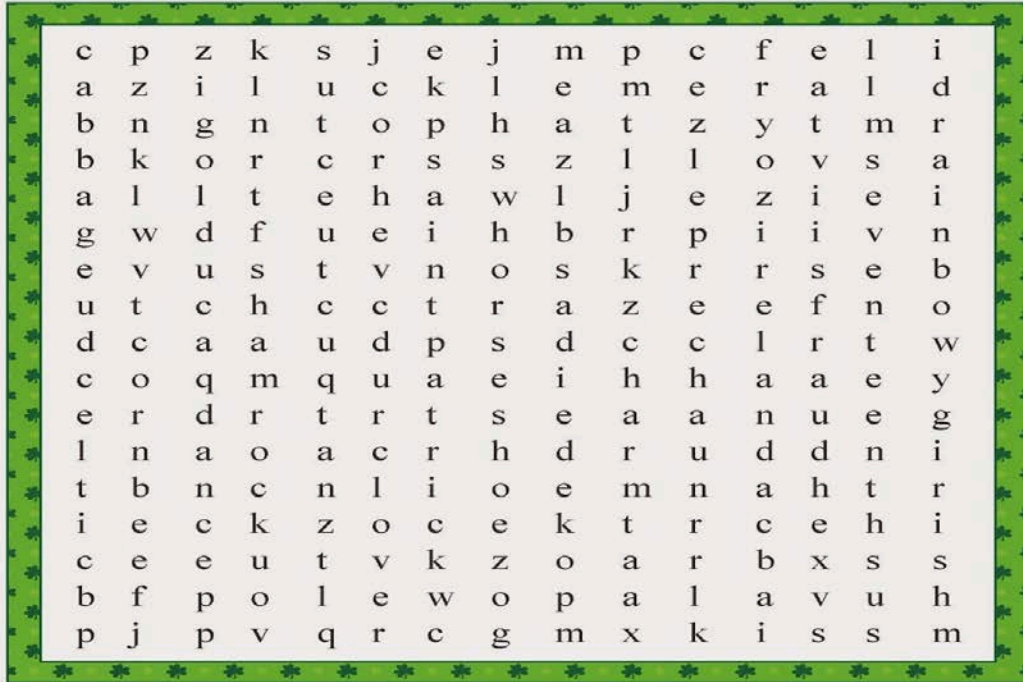 c p z k s j e j m p c f e l i
a z i l u c k l e m e r a l d
b n g n t o p h a t z y t m r
b k o r c r s s z l l o v s a
a l l t e h a w l j e z i e i
g w d f u e i h b r p i i v n
e v u s t v n o s k r r s e b
u t c h c c t r a z e e f n o
d c a a u d p s d c c l r t w
c o q m q u a e i h h a a e y
e r d r t r t s e a a n u e g
l n a o a c r h d r u d d n i
t b n c n l i o e m n a h t r
i e c k z o c e k t r c e h i
c e e u t v k z o a r b x s s
b f p o l e w o p a l a v u h
p j p v q r c g m x k i s s m